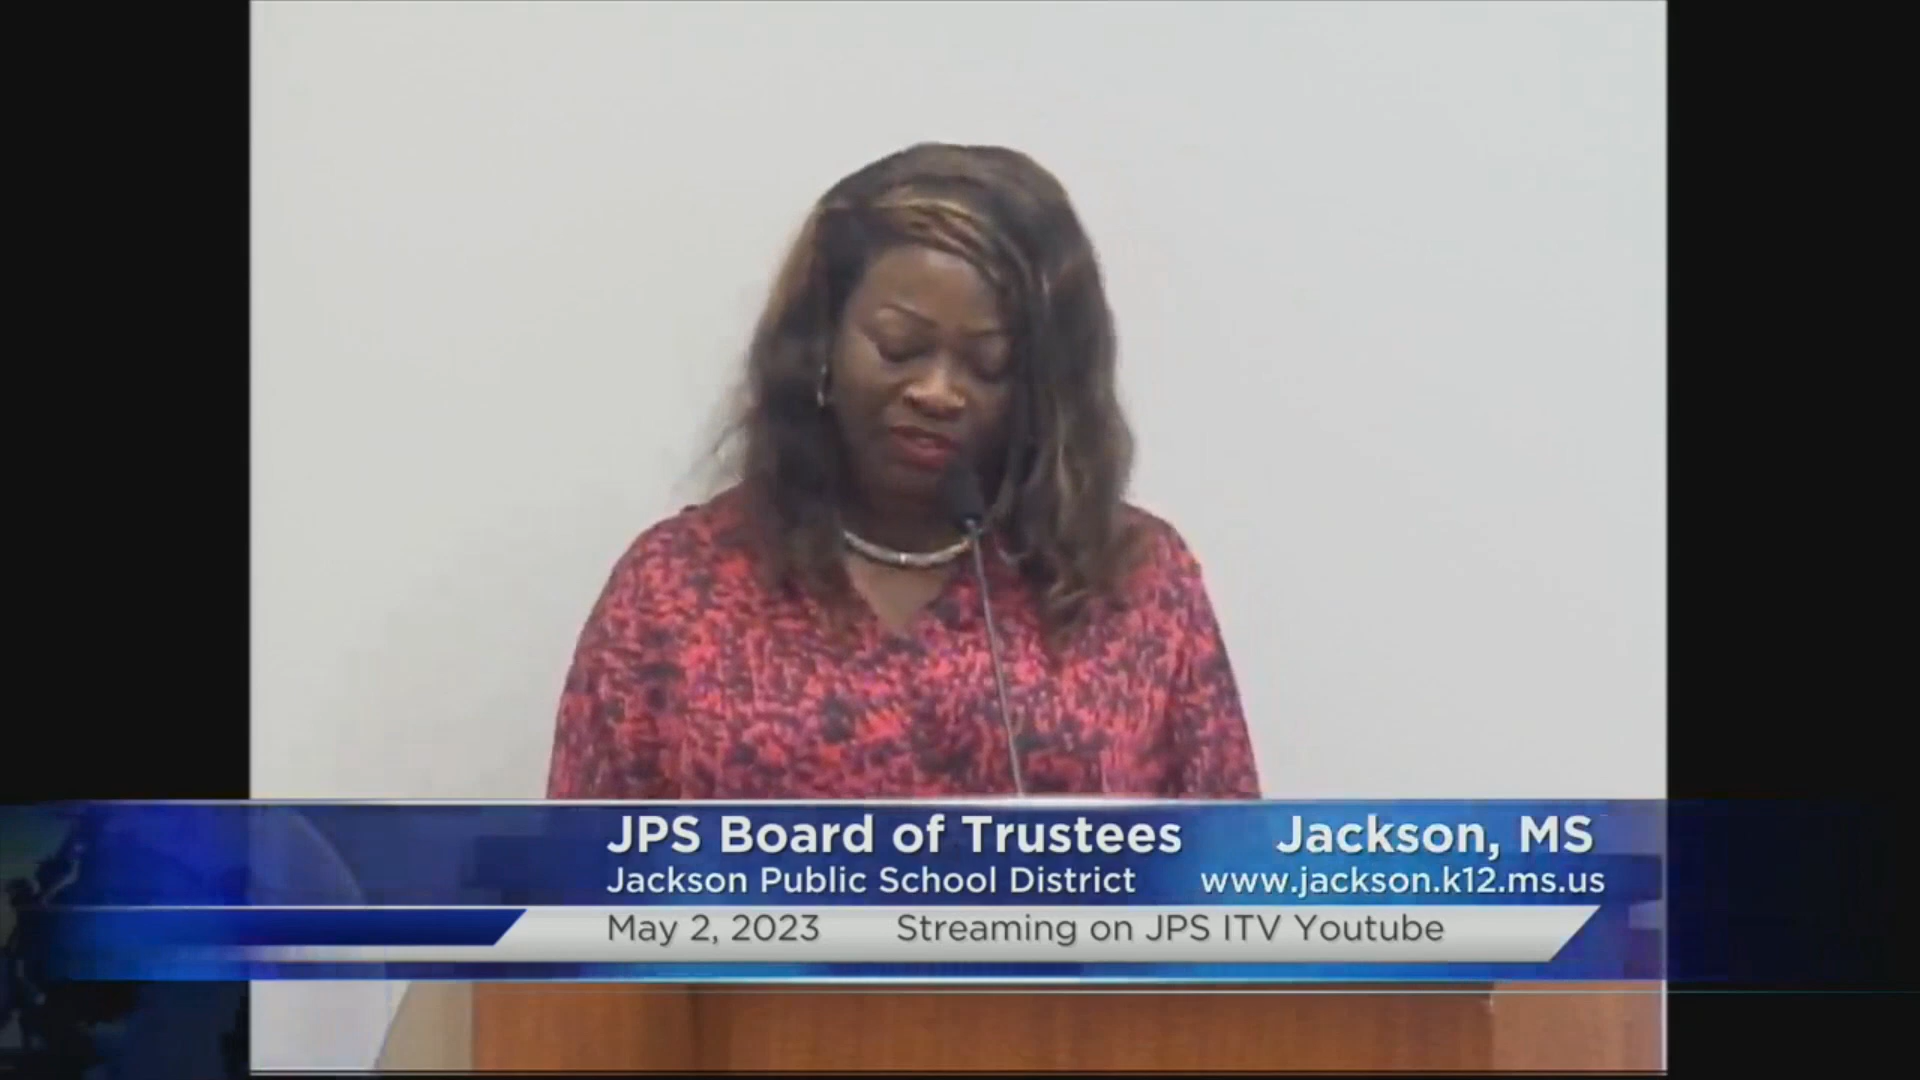 JPS Board of Trustees Jackson, MS
Jackson Public School District www.jackson.k12.ms.us
May 2, 2023 Streaming on JPS ITV Youtube